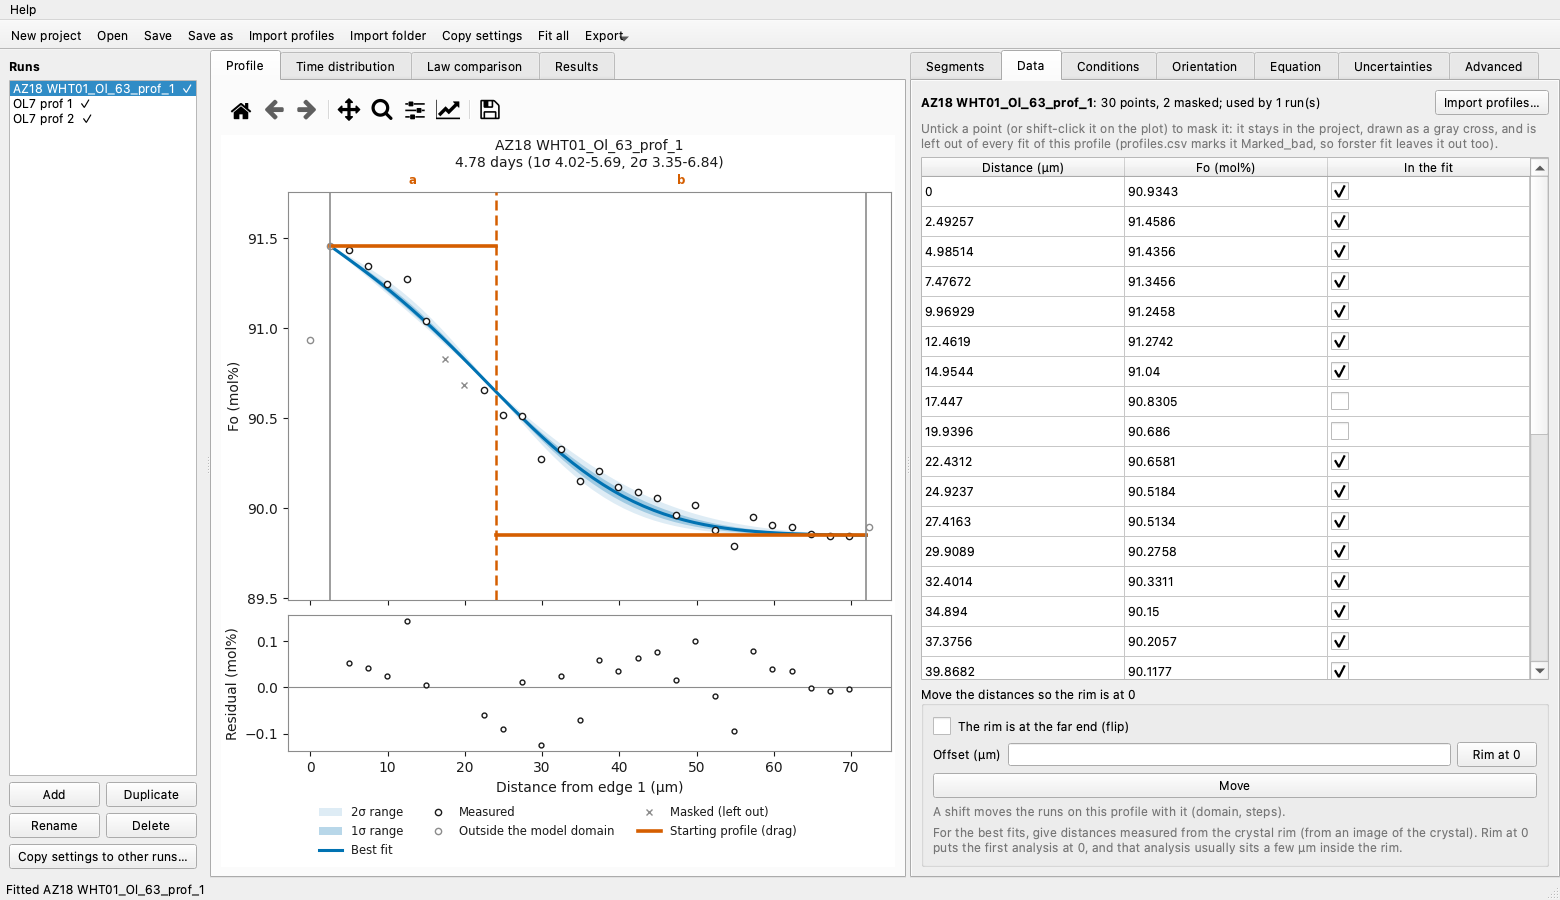 Help
New project Open Save Save as Import profiles Import folder Copy settings Fit all Export
Runs
AZ18 WHT01_Ol_63_prof_1 ✓
OL7 prof 1 ✓
OL7 prof 2 ✓
Add Duplicate
Rename Delete
Copy settings to other runs...
Profile Time distribution Law comparison Results
AZ18 WHT01_Ol_63_prof_1
4.78 days (1σ 4.02-5.69, 2σ 3.35-6.84)
a b
91.5
91.0
90.5
90.0
89.5
Fo (mol%)
0.1
0.0
−0.1
Residual (mol%)
0 10 20 30 40 50 60 70
Distance from edge 1 (µm)
2σ range Measured Masked (left out)
1σ range Outside the model domain Starting profile (drag)
Best fit
Segments Data Conditions Orientation Equation Uncertainties Advanced
AZ18 WHT01_Ol_63_prof_1: 30 points, 2 masked; used by 1 run(s)
Import profiles...
Untick a point (or shift-click it on the plot) to mask it: it stays in the project, drawn as a gray cross, and is
left out of every fit of this profile (profiles.csv marks it Marked_bad, so forster fit leaves it out too).
Distance (µm) Fo (mol%) In the fit
0 90.9343 ✓
2.49257 91.4586 ✓
4.98514 91.4356 ✓
7.47672 91.3456 ✓
9.96929 91.2458 ✓
12.4619 91.2742 ✓
14.9544 91.04 ✓
17.447 90.8305
19.9396 90.686
22.4312 90.6581 ✓
24.9237 90.5184 ✓
27.4163 90.5134 ✓
29.9089 90.2758 ✓
32.4014 90.3311 ✓
34.894 90.15 ✓
37.3756 90.2057 ✓
39.8682 90.1177 ✓
Move the distances so the rim is at 0
The rim is at the far end (flip)
Offset (µm) Rim at 0
Move
A shift moves the runs on this profile with it (domain, steps).
For the best fits, give distances measured from the crystal rim (from an image of the crystal). Rim at 0
puts the first analysis at 0, and that analysis usually sits a few µm inside the rim.
Fitted AZ18 WHT01_Ol_63_prof_1